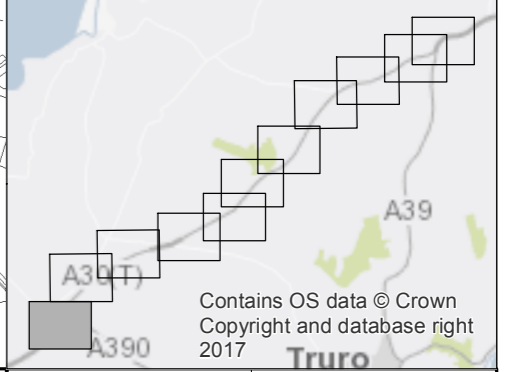 A39
A30(T)
Contains OS data © Crown
Copyright and database right
2017
A390
Truro